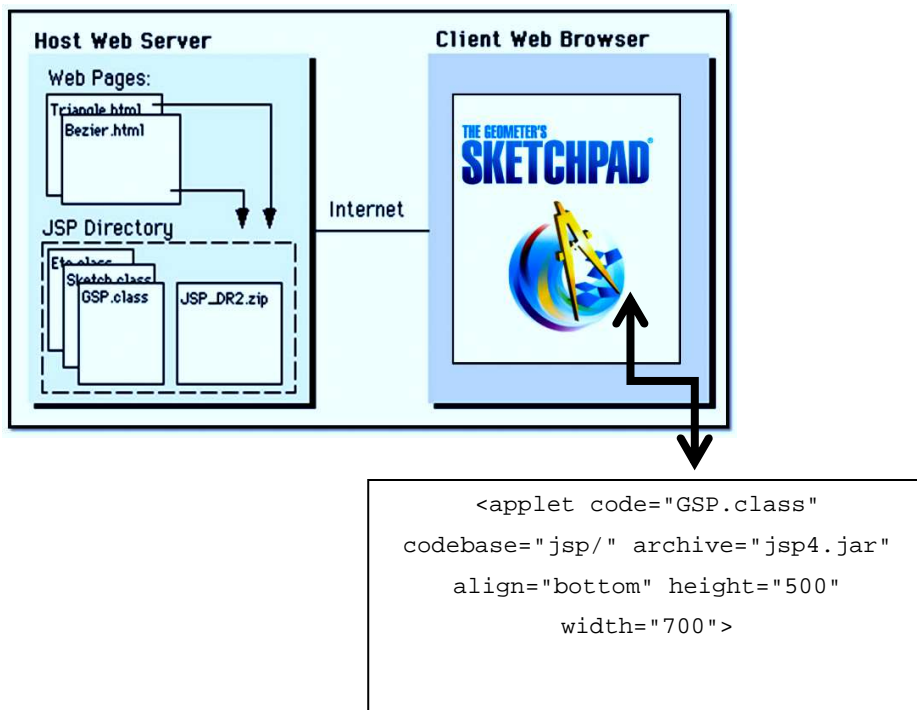 Host Web Server
Client Web Browser
Web Pages:
Triangle.html
Bezier.html
JSP Directory
Etc.class
Sketch.class
GSP.class
JSP_DR2.zip
Internet
THE GEOMETER'S
SKETCHPAD®
<applet code="GSP.class"
codebase="jsp/" archive="jsp4.jar"
align="bottom" height="500"
width="700">